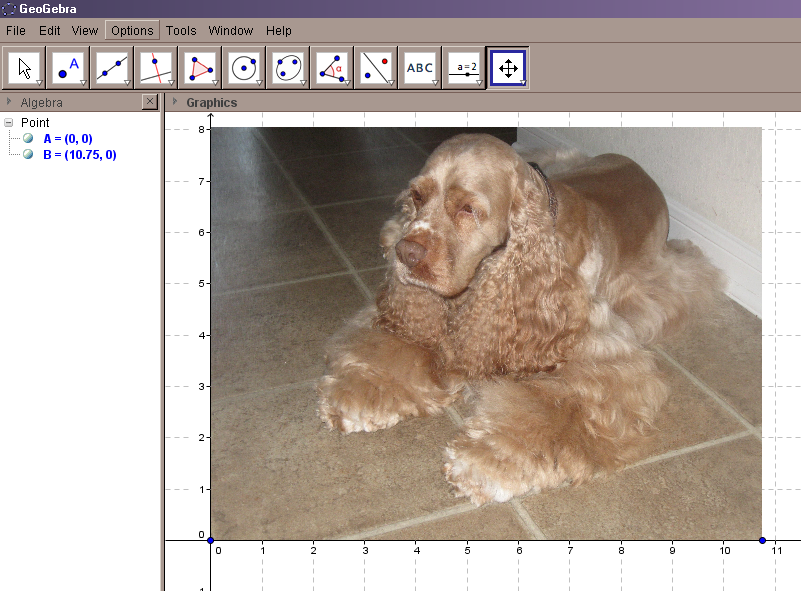 GeoGebra
File Edit View Options Tools Window Help
A ABC a = 2 α
Algebra
Graphics
Point
A = (0, 0)
B = (10.75, 0)
8
7
6
5
4
3
2
1
0
0 1 2 3 4 5 6 7 8 9 10 11
-1